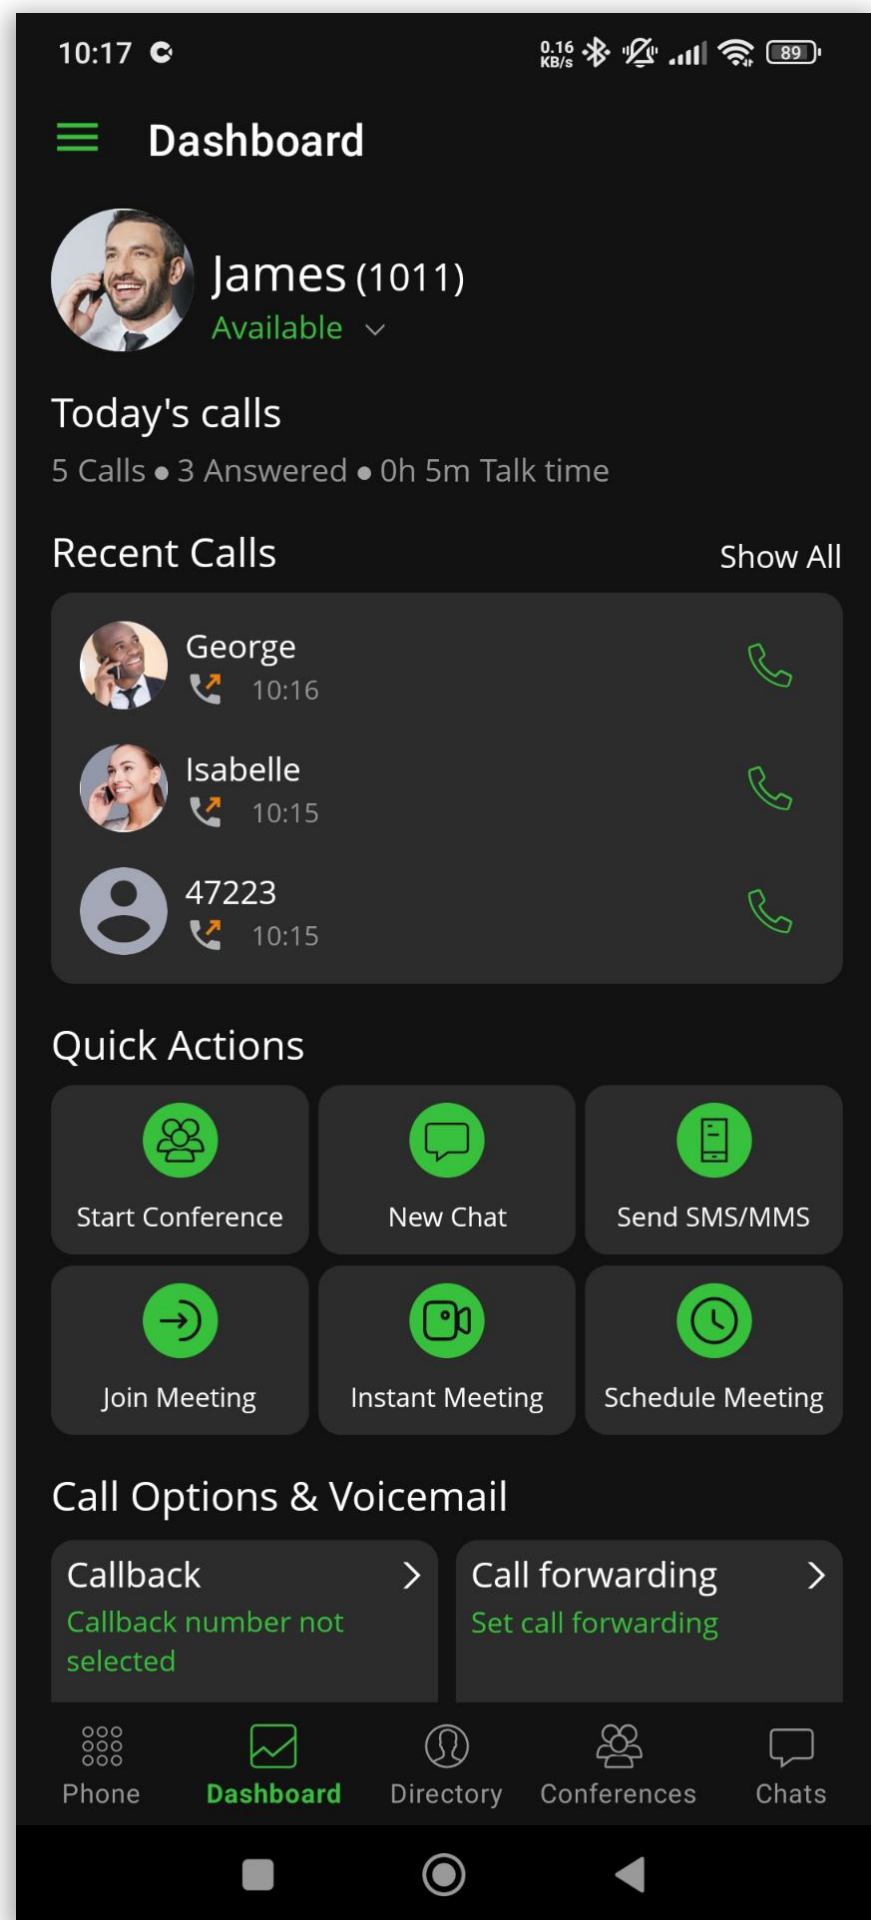 10:17
0.16
KB/s
89
Dashboard
James (1011)
Available
Today's calls
5 Calls ● 3 Answered ● 0h 5m Talk time
Recent Calls
Show All
George
10:16
Isabelle
10:15
47223
10:15
Quick Actions
Start Conference
New Chat
Send SMS/MMS
Join Meeting
Instant Meeting
Schedule Meeting
Call Options & Voicemail
Callback
Callback number not
selected
Call forwarding
Set call forwarding
Phone
Dashboard
Directory
Conferences
Chats